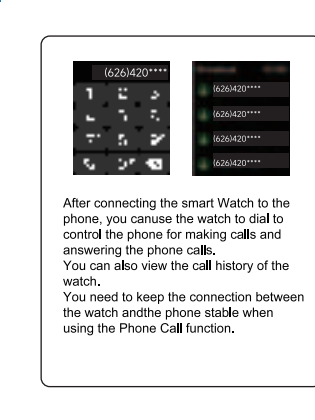 (626)420****
(626)420****
(626)420****
(626)420****
(626)420****
After connecting the smart Watch to the
phone, you canuse the watch to dial to
control the phone for making calls and
answering the phone calls.
You can also view the call history of the
watch.
You need to keep the connection between
the watch andthe phone stable when
using the Phone Call function.